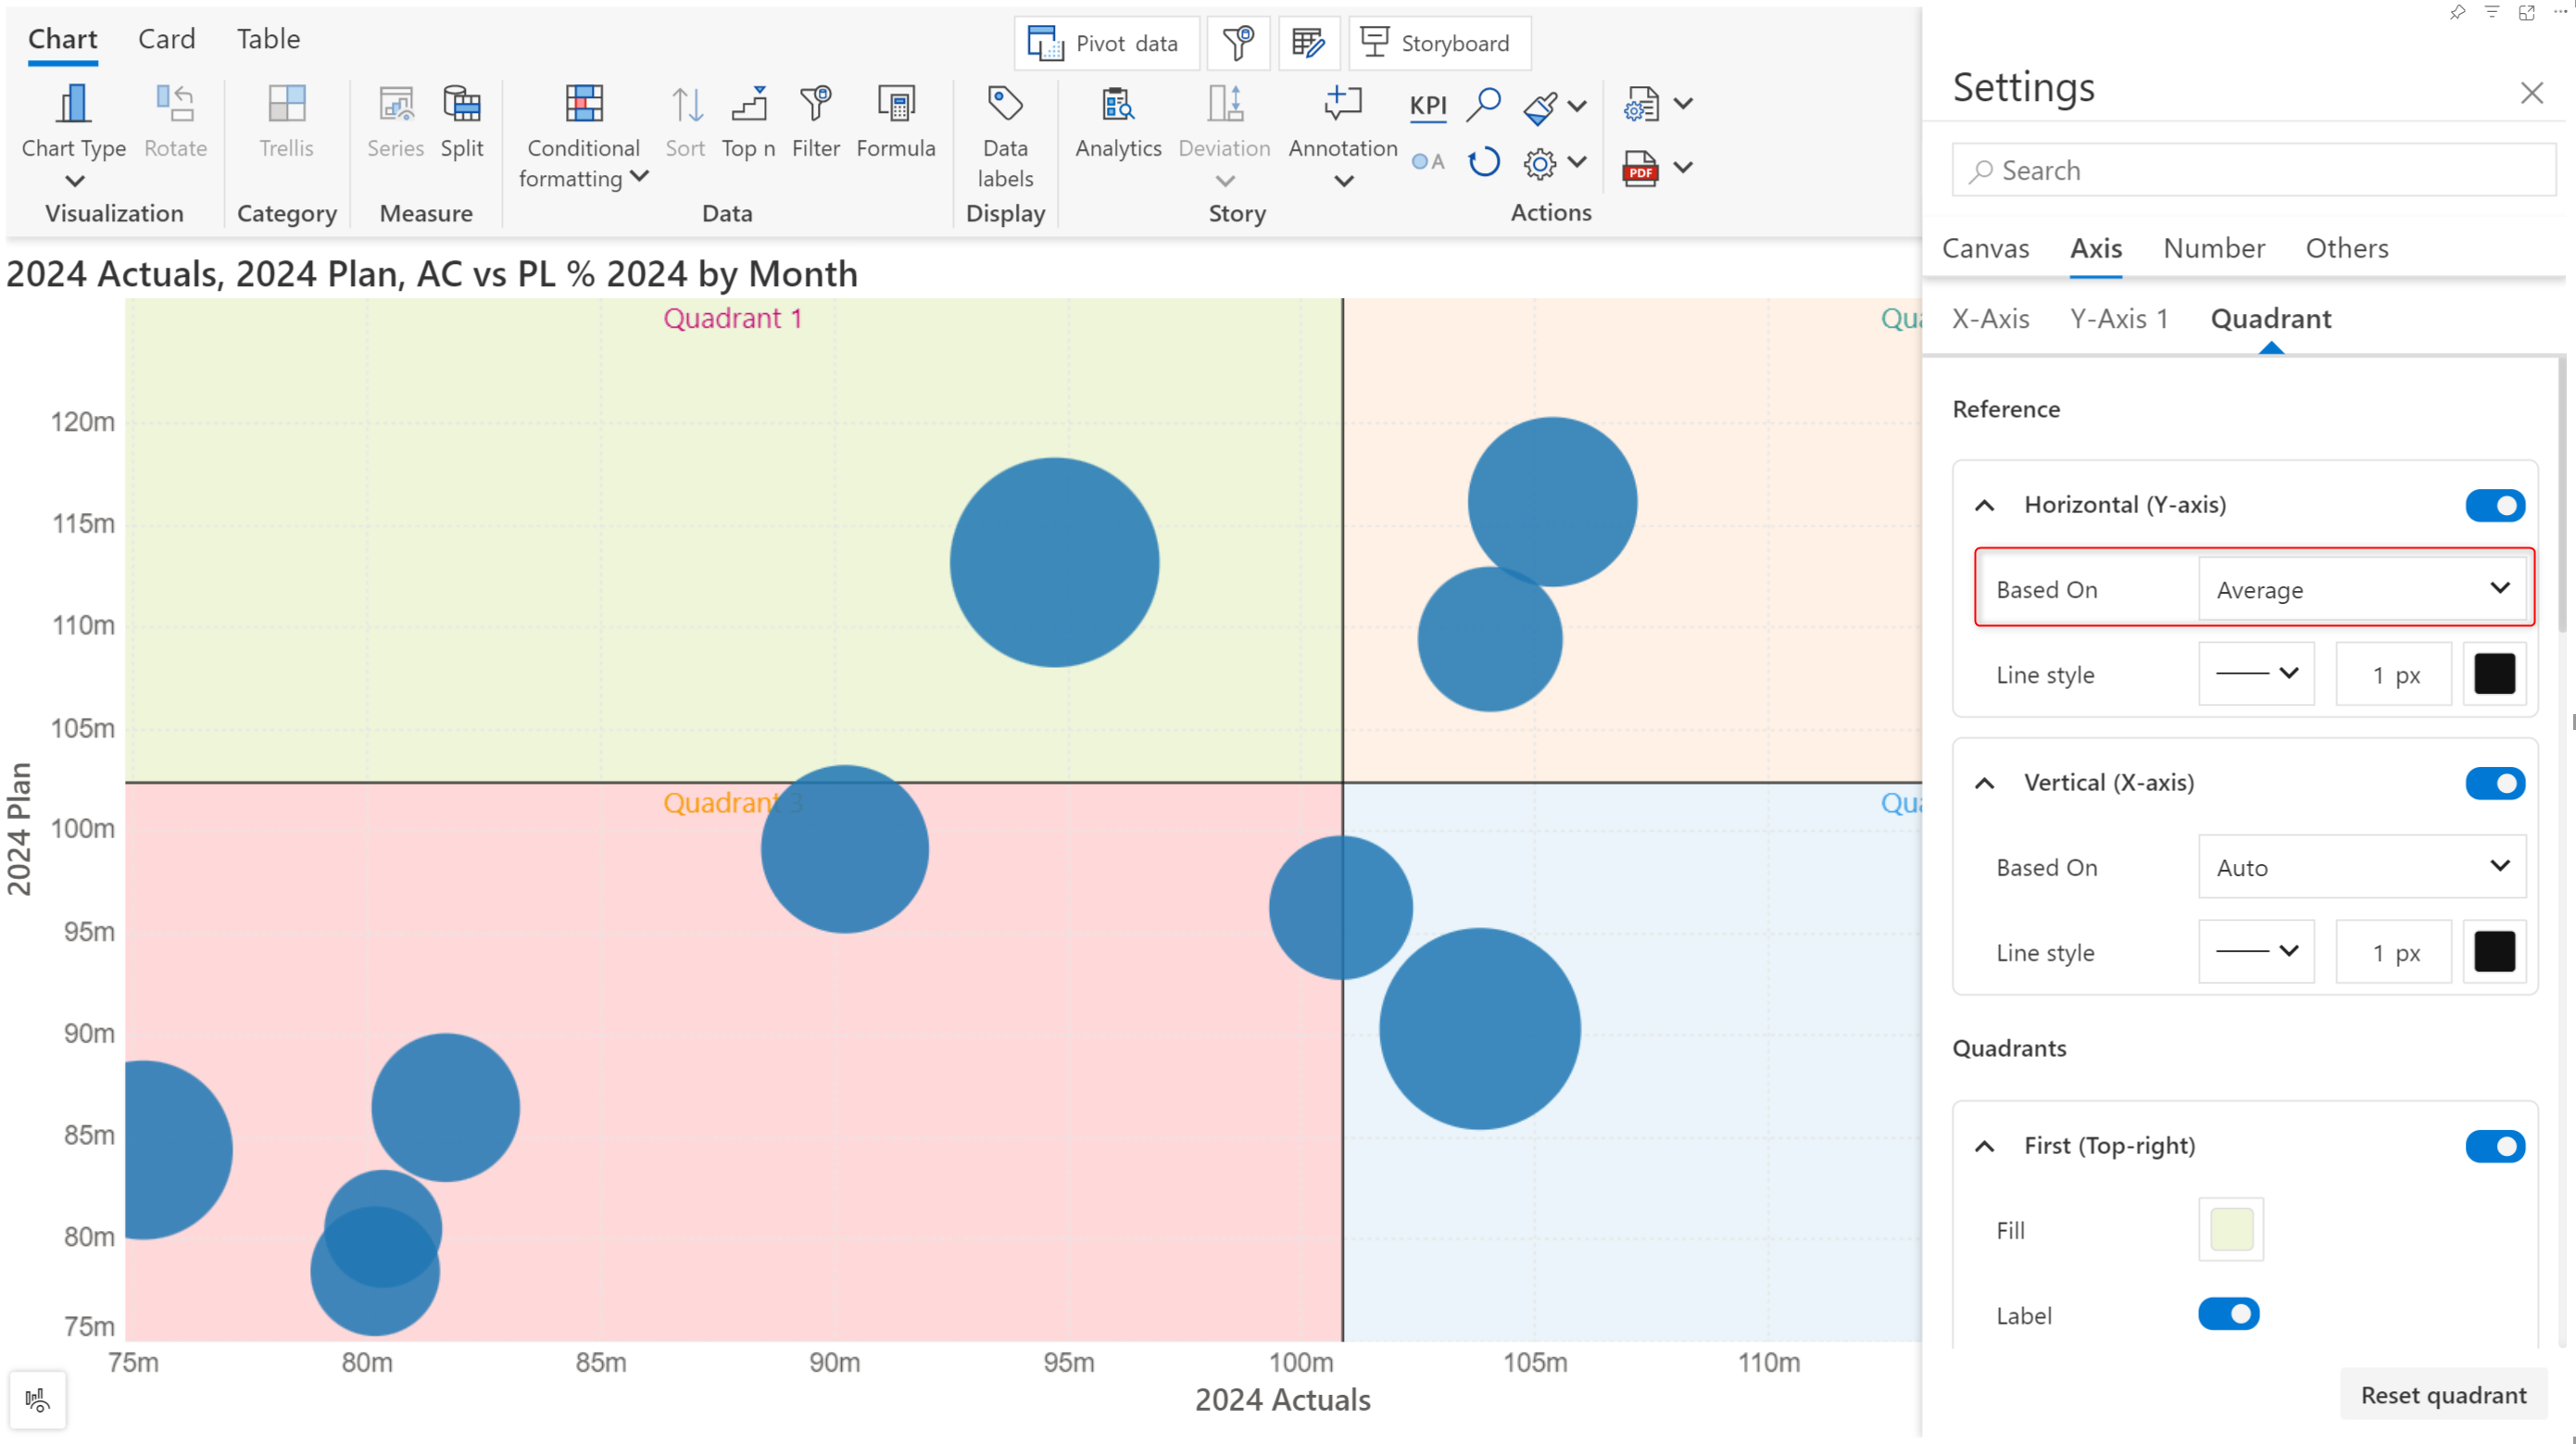 Chart Card Table
Pivot data Storyboard
Chart Type Rotate Trellis Series Split Conditional formatting Sort Top n Filter Formula Data labels Analytics Deviation Annotation KPI
A
PDF
Visualization Category Measure Data Display Story Actions
2024 Actuals, 2024 Plan, AC vs PL % 2024 by Month
Quadrant 1
Qua
120m
115m
110m
105m
Quadrant 3
Qua
100m
95m
90m
85m
80m
75m
2024 Plan
75m 80m 85m 90m 95m 100m 105m 110m
2024 Actuals
Settings
Search
Canvas Axis Number Others
X-Axis Y-Axis 1 Quadrant
Reference
Horizontal (Y-axis)
Based On Average
Line style 1 px
Vertical (X-axis)
Based On Auto
Line style 1 px
Quadrants
First (Top-right)
Fill
Label
Reset quadrant